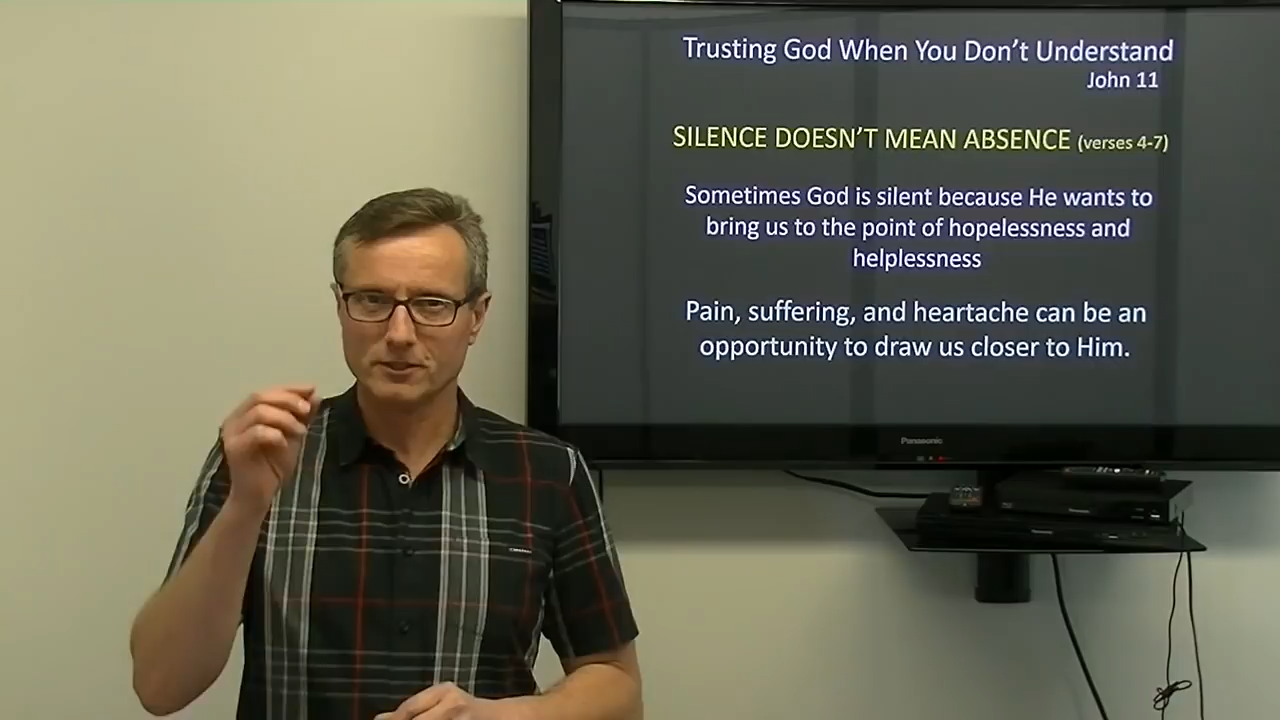 Trusting God When You Don't Understand
John 11
SILENCE DOESN'T MEAN ABSENCE (verses 4-7)
Sometimes God is silent because He wants to
bring us to the point of hopelessness and
helplessness
Pain, suffering, and heartache can be an
opportunity to draw us closer to Him.
Panasonic